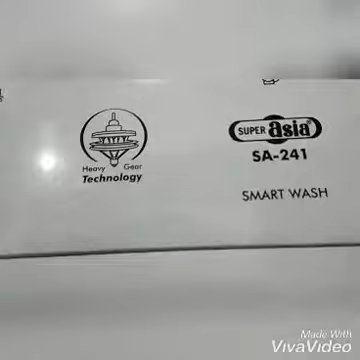 SUPER asia®
SA-241
Heavy Gear
Technology
SMART WASH
Made With
VivaVideo